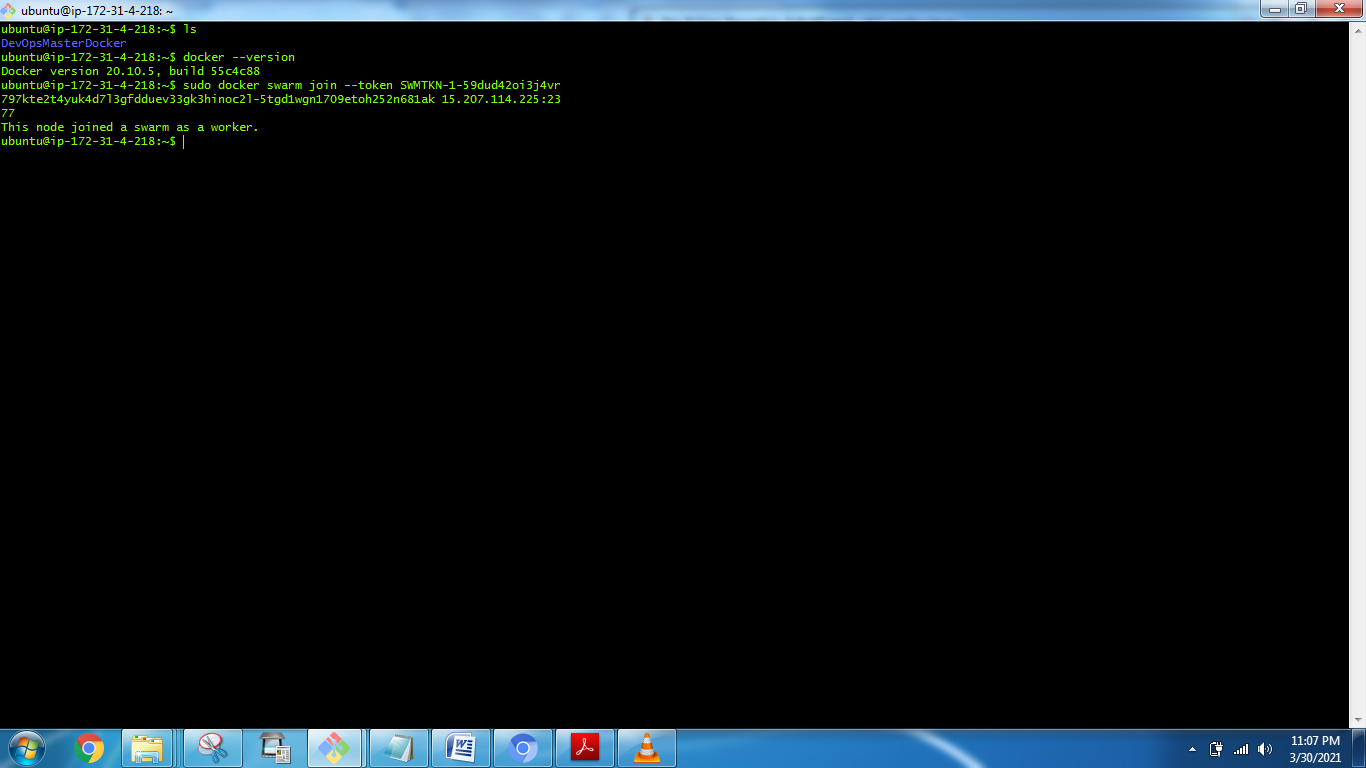 ubuntu@ip-172-31-4-218: ~
ubuntu@ip-172-31-4-218:~$ ls
DevOpsMasterDocker
ubuntu@ip-172-31-4-218:~$ docker --version
Docker version 20.10.5, build 55c4c88
ubuntu@ip-172-31-4-218:~$ sudo docker swarm join --token SWMTKN-1-59dud42oi3j4vr
797kte2t4yuk4d7l3gfdduev33gk3hinoc2l-5tgd1wgn1709etoh252n681ak 15.207.114.225:23
77
This node joined a swarm as a worker.
ubuntu@ip-172-31-4-218:~$
11:07 PM
3/30/2021